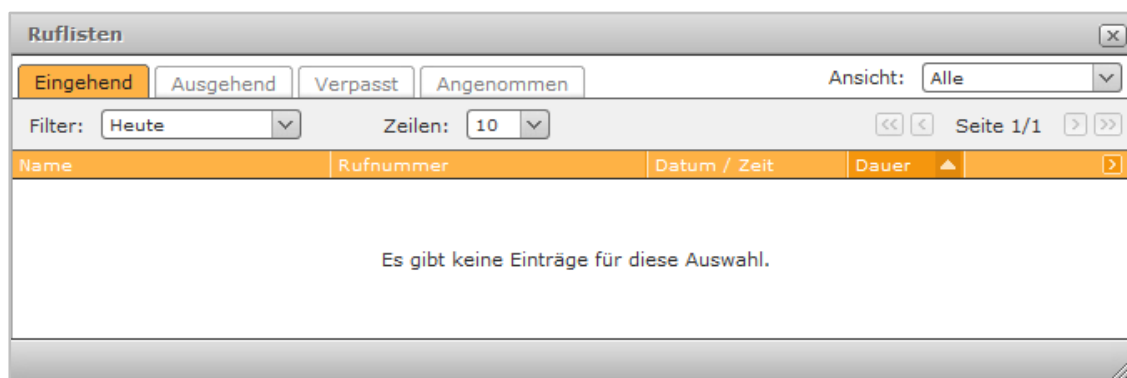 Ruflisten
Eingehend Ausgehend Verpasst Angenommen Ansicht: Alle
Filter: Heute Zeilen: 10 << < Seite 1/1 > >>
Name Rufnummer Datum / Zeit Dauer
Es gibt keine Einträge für diese Auswahl.